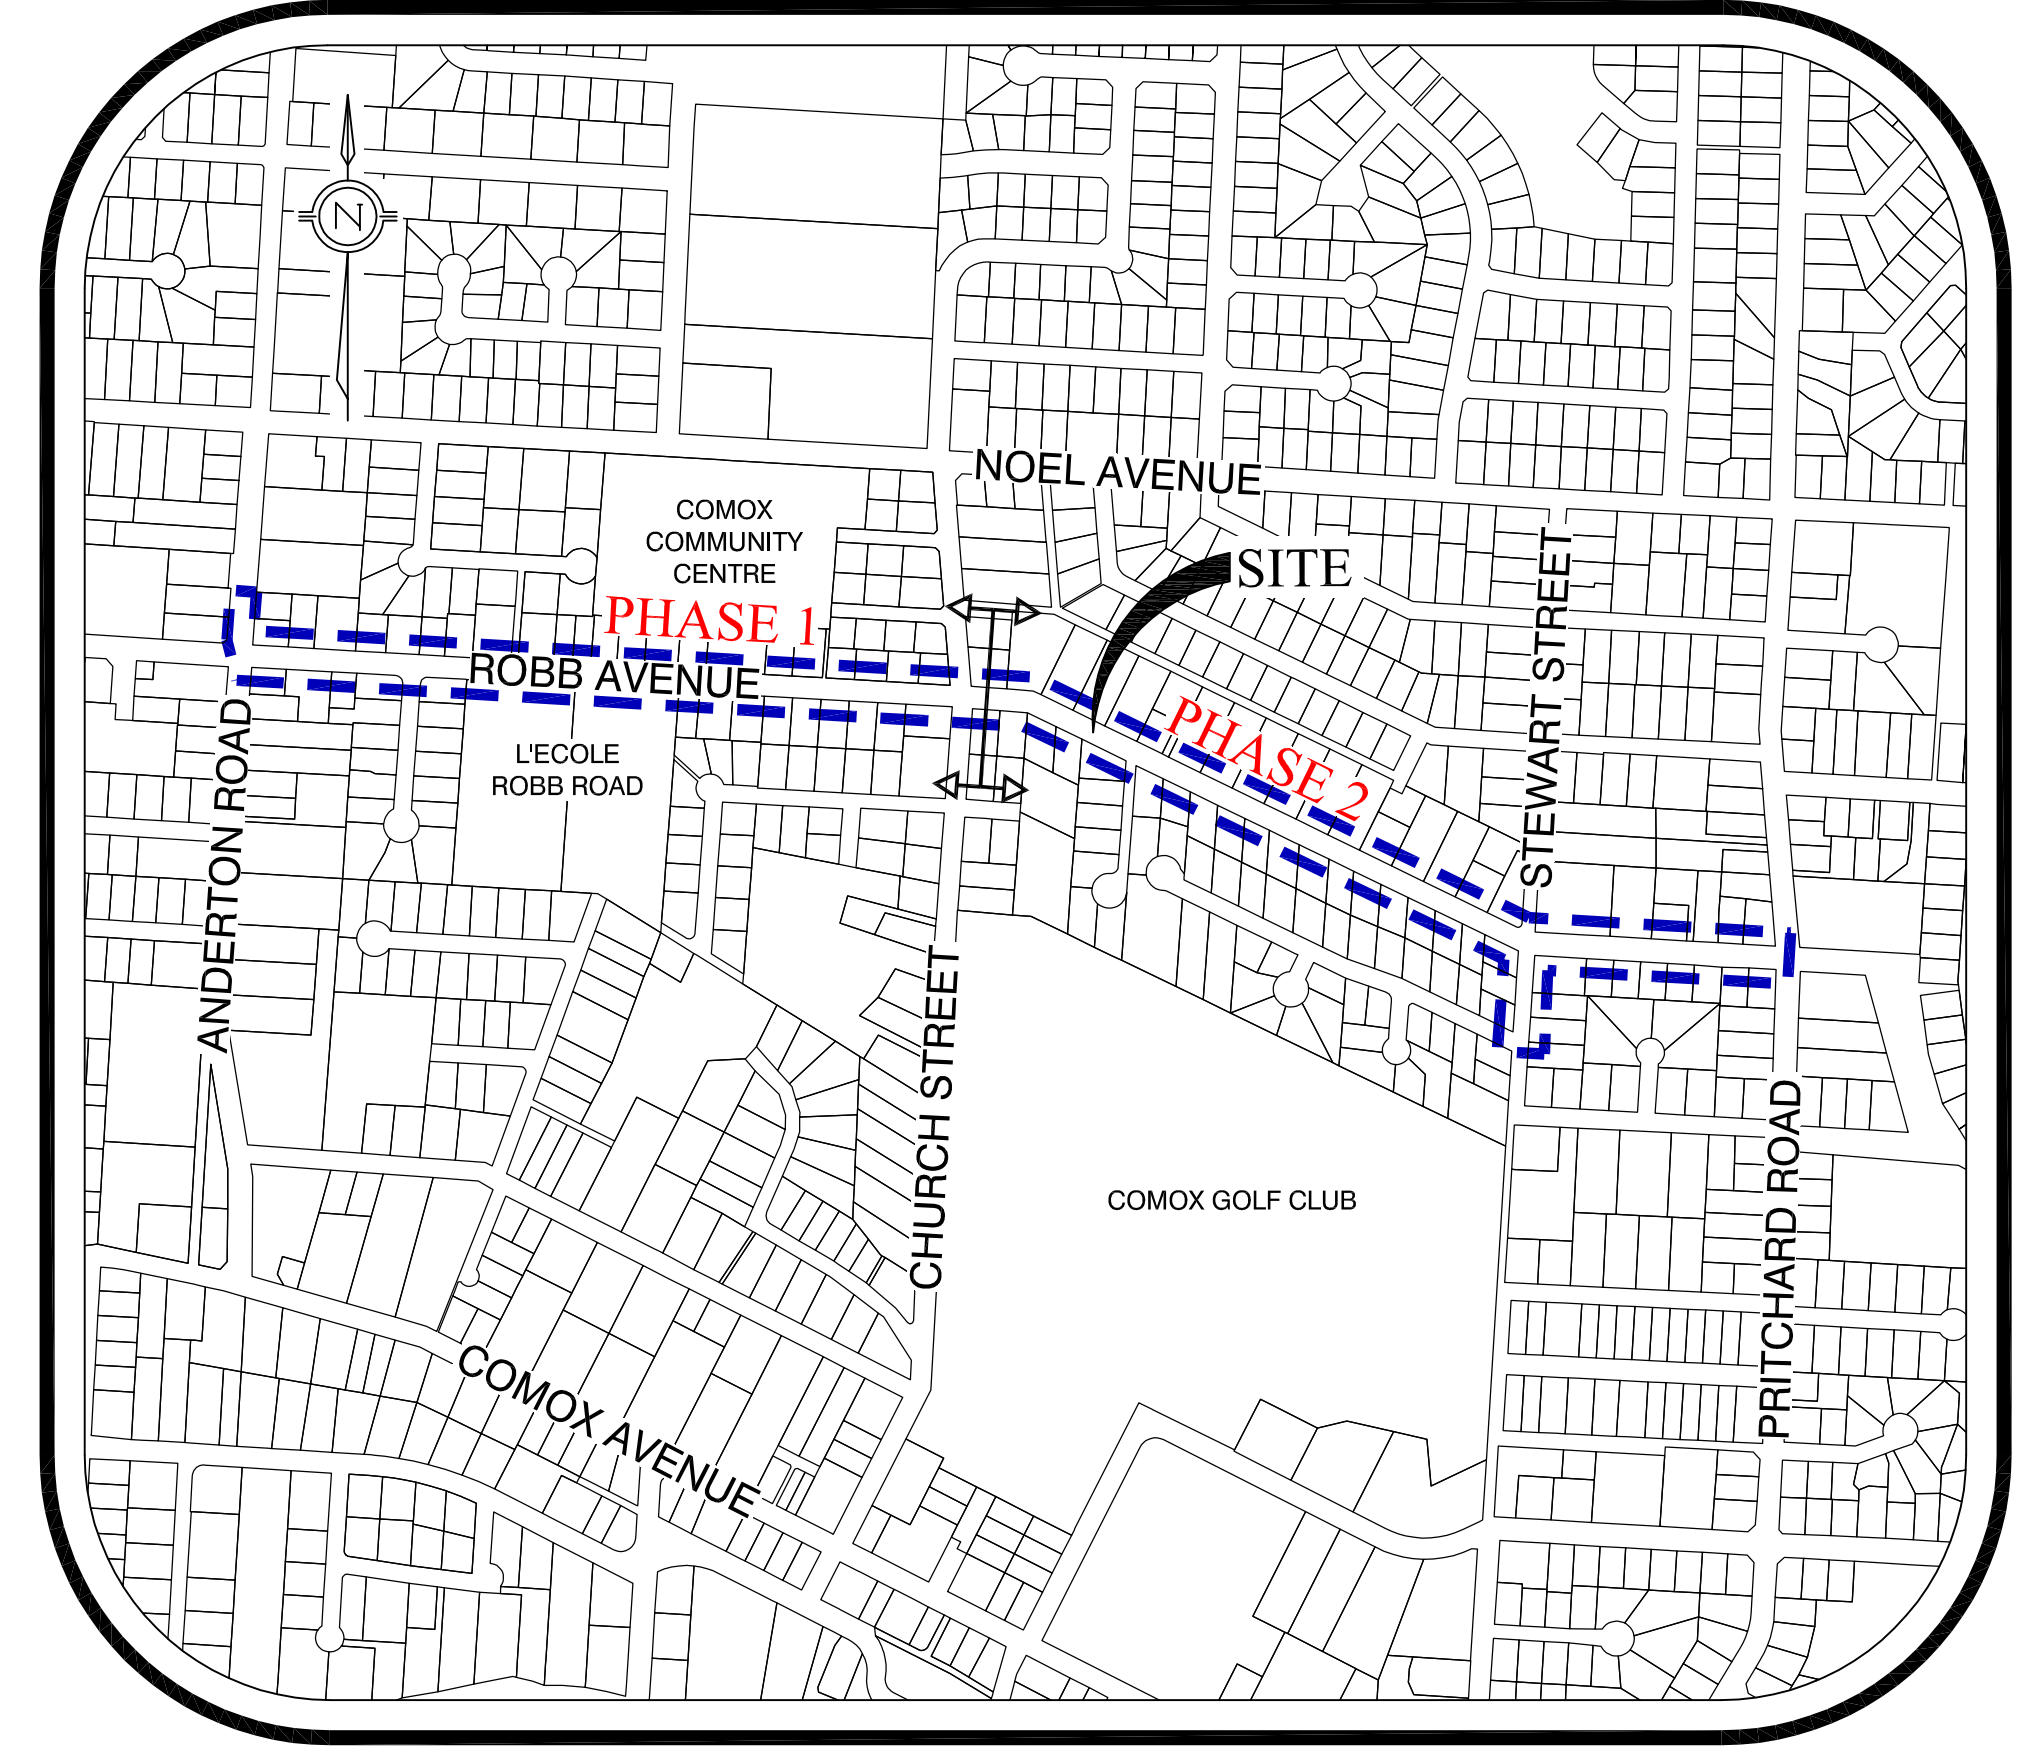 N
NOEL AVENUE
COMOX
COMMUNITY
CENTRE
SITE
PHASE 1
ROBB AVENUE
PHASE 2
STEWART STREET
L'ECOLE
ROBB ROAD
ANDERTON ROAD
CHURCH STREET
COMOX GOLF CLUB
PRITCHARD ROAD
COMOX AVENUE